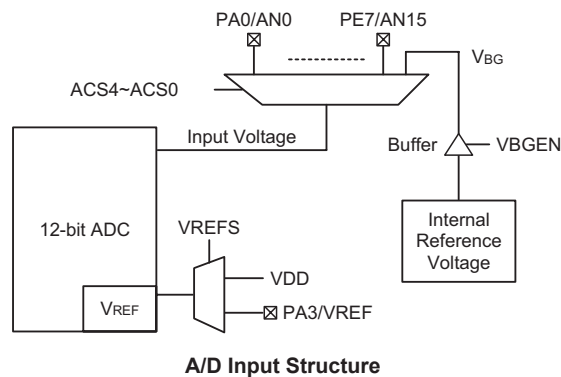 PA0/AN0
PE7/AN15
VBG
ACS4~ACS0
Input Voltage
Buffer
VBGEN
12-bit ADC
Internal
Reference
Voltage
VREFS
VDD
VREF
PA3/VREF
A/D Input Structure